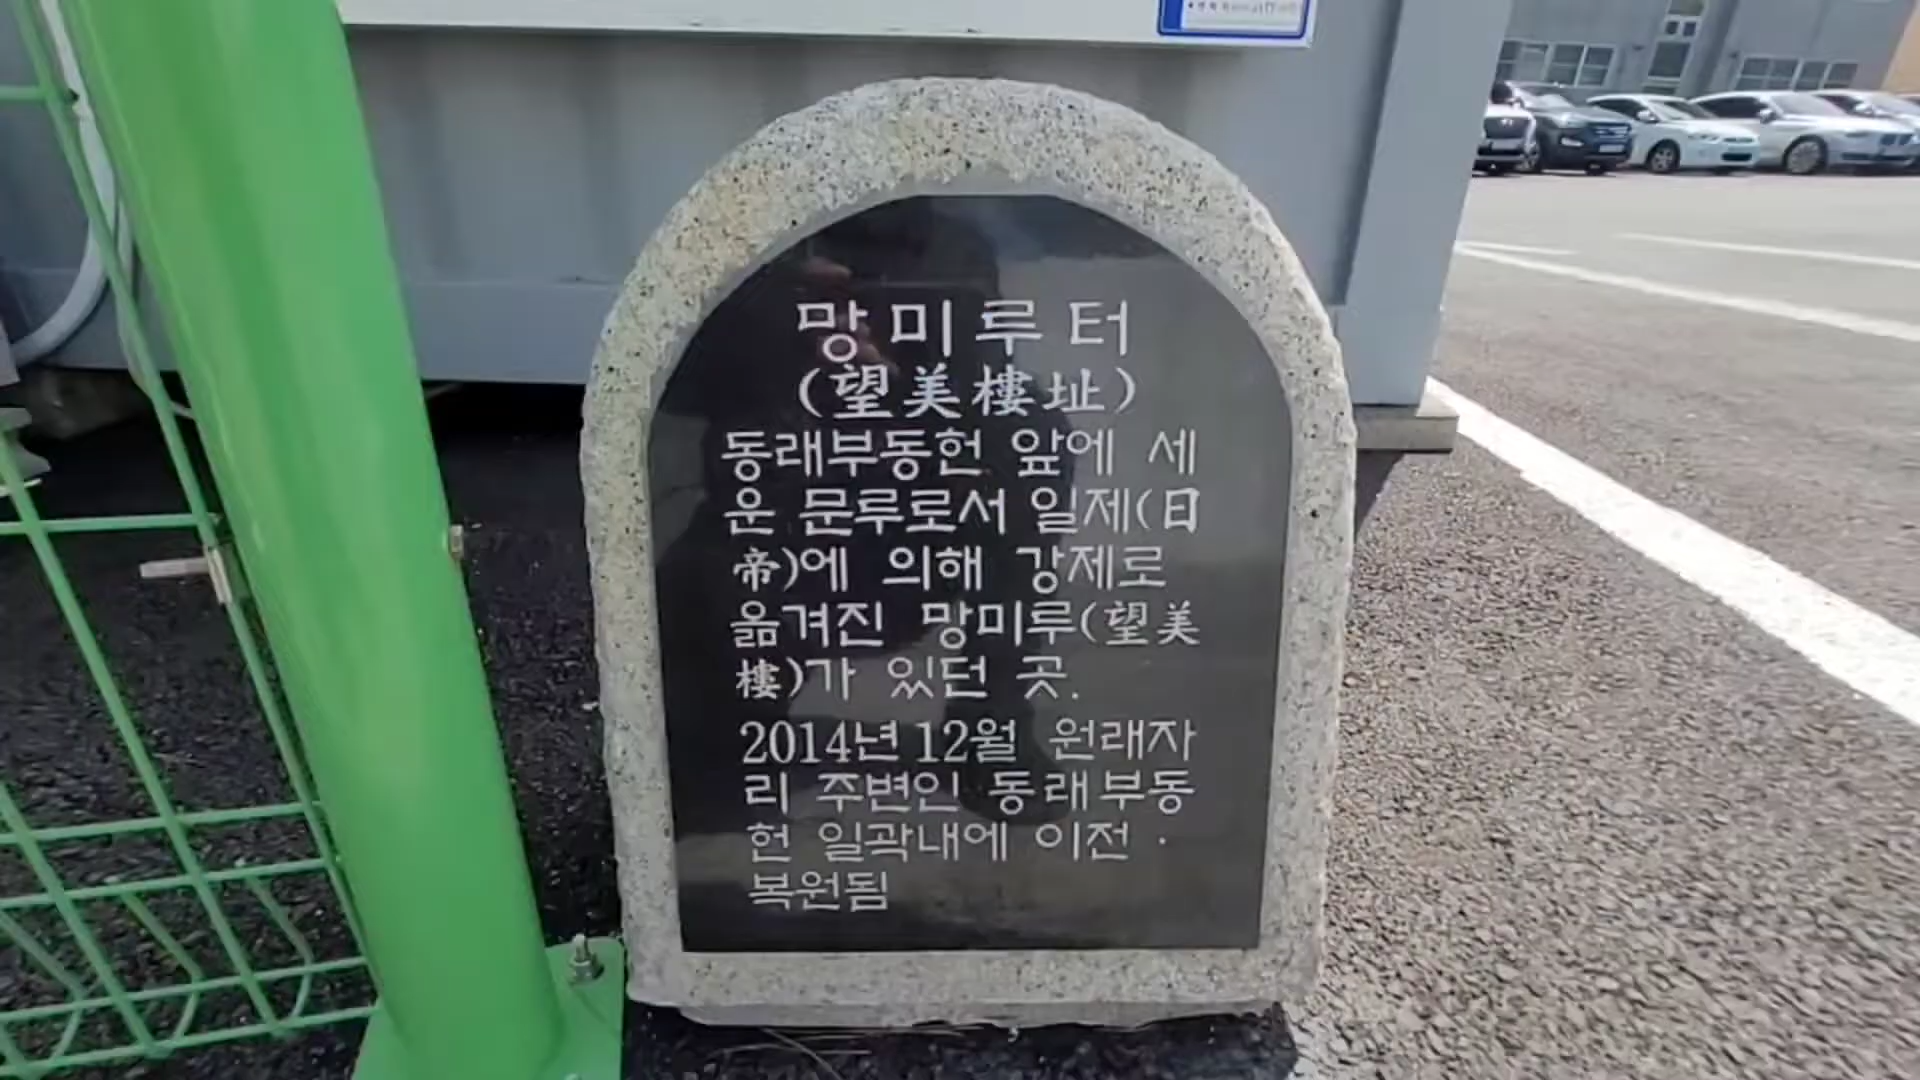 망미루터
(望美樓址)
동래부동헌 앞에 세
운 문루로서 일제(日
帝)에 의해 강제로
옮겨진 망미루(望美
樓)가 있던 곳.
2014년 12월 원래자
리 주변인 동래부동
헌 일곽내에 이전 ·
복원됨